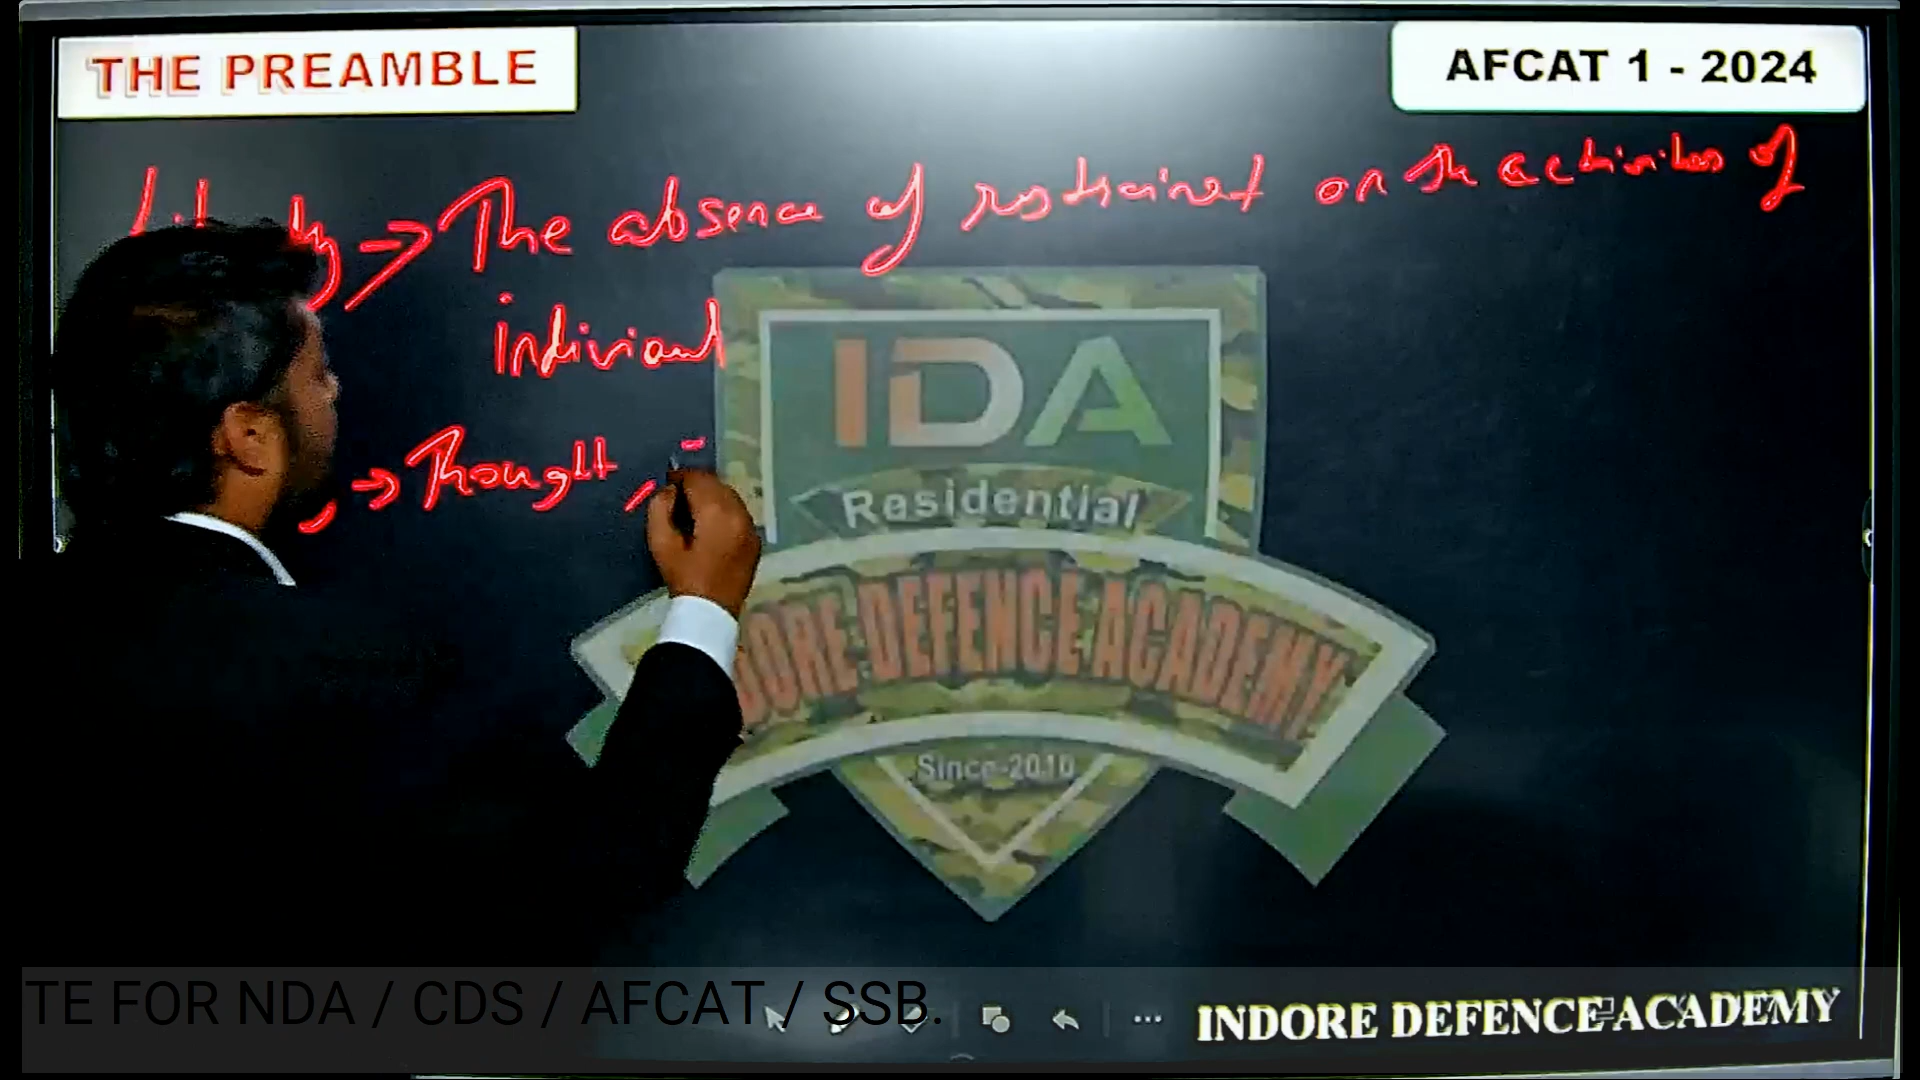 THE PREAMBLE
AFCAT 1 - 2024
→ The absence of restraint on the activities of
individual
→ Thought ,
IDA
Residential
DORE DEFENCE ACADEMY
Since-2010
TE FOR NDA / CDS / AFCAT / SSB.
INDORE DEFENCE ACADEMY